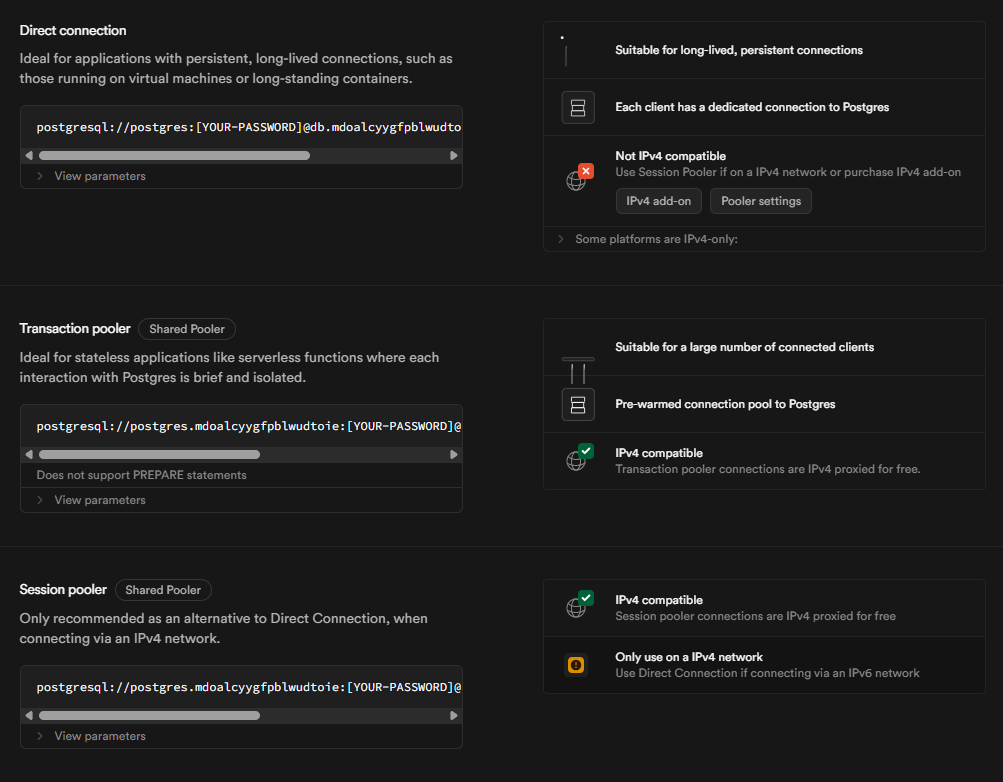 Direct connection
Ideal for applications with persistent, long-lived connections, such as
those running on virtual machines or long-standing containers.
postgresql://postgres:[YOUR-PASSWORD]@db.mdoalcyygfpblwudto
View parameters
Suitable for long-lived, persistent connections
Each client has a dedicated connection to Postgres
Not IPv4 compatible
Use Session Pooler if on a IPv4 network or purchase IPv4 add-on
IPv4 add-on
Pooler settings
Some platforms are IPv4-only:
Transaction pooler
Shared Pooler
Ideal for stateless applications like serverless functions where each
interaction with Postgres is brief and isolated.
postgresql://postgres.mdoalcyygfpblwudtoie:[YOUR-PASSWORD]@
Does not support PREPARE statements
View parameters
Suitable for a large number of connected clients
Pre-warmed connection pool to Postgres
IPv4 compatible
Transaction pooler connections are IPv4 proxied for free.
Session pooler
Shared Pooler
Only recommended as an alternative to Direct Connection, when
connecting via an IPv4 network.
postgresql://postgres.mdoalcyygfpblwudtoie:[YOUR-PASSWORD]@
View parameters
IPv4 compatible
Session pooler connections are IPv4 proxied for free
Only use on a IPv4 network
Use Direct Connection if connecting via an IPv6 network